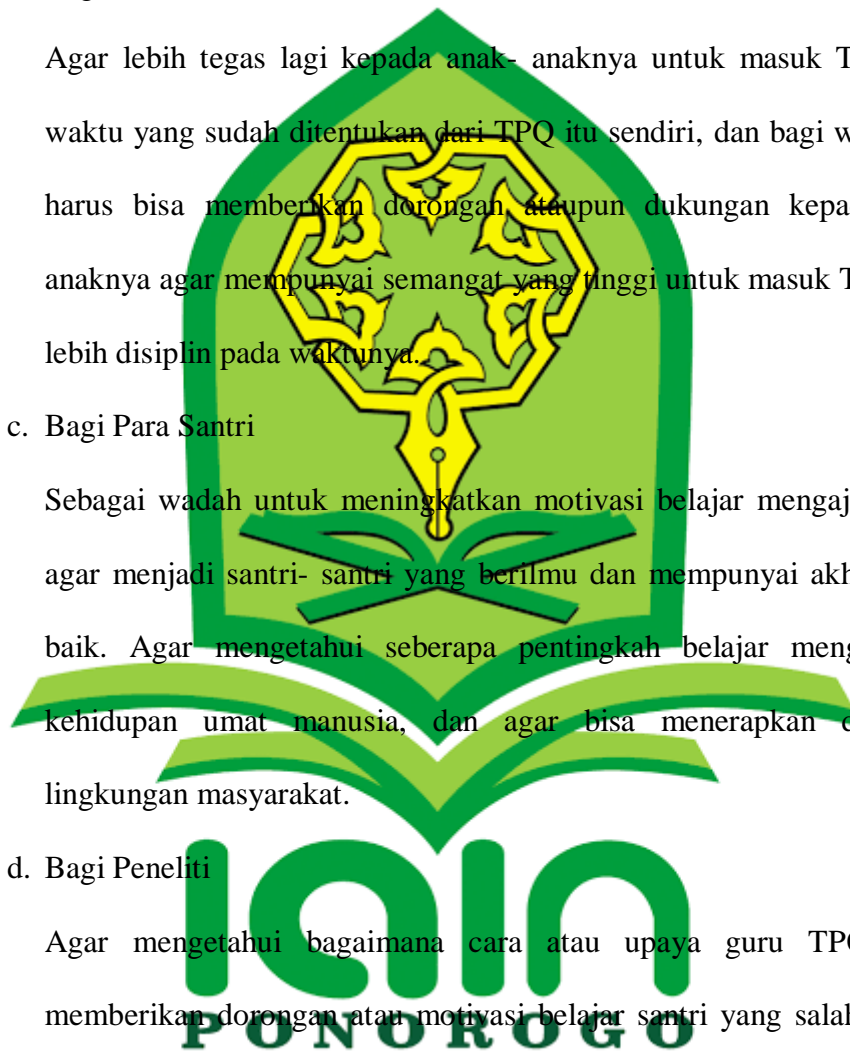 Agar lebih tegas lagi kepada anak- anaknya untuk masuk
waktu yang sudah ditentukan dari TPQ itu sendiri, dan bagi
harus bisa memberikan dorongan ataupun dukungan
anaknya agar mempunyai semangat yang tinggi untuk masuk
lebih disiplin pada waktunya.
c. Bagi Para Santri
Sebagai wadah untuk meningkatkan motivasi belajar
agar menjadi santri- santri yang berilmu dan mempunyai
baik. Agar mengetahui seberapa pentingkah belajar
kehidupan umat manusia, dan agar bisa menerapkan
lingkungan masyarakat.
d. Bagi Peneliti
Agar mengetahui bagaimana cara atau upaya guru
memberikan dorongan atau motivasi belajar santri yang salah
iain
PONOROGO